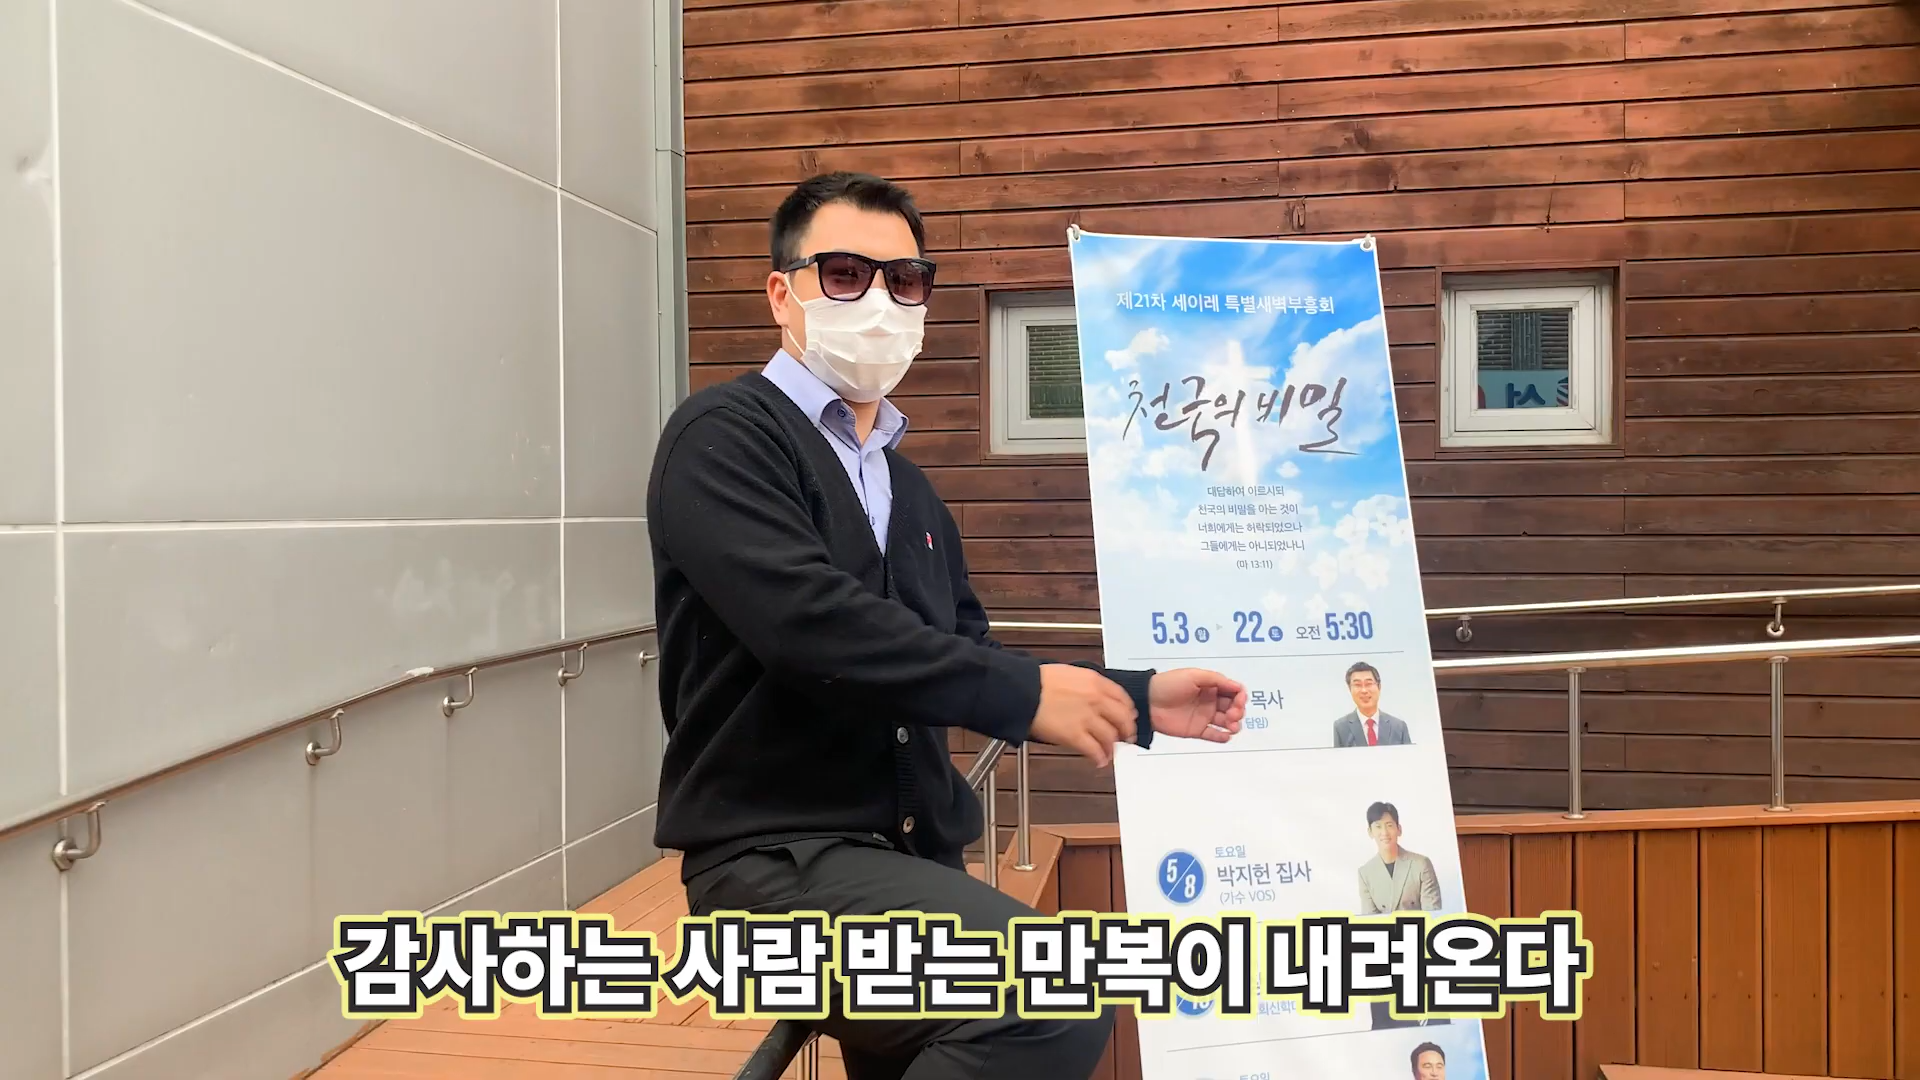 제21차 세이레 특별새벽부흥회
천국의 비밀
대답하여 이르시되
천국의 비밀을 아는 것이
너희에게는 허락되었으나
그들에게는 아니되었나니
(마 13:11)
5.3 월 22 토 오전 5:30
목사
담임)
5/8
토요일
박지헌 집사
(가수 VOS)
감사하는 사람 받는 만복이 내려온다
토요일